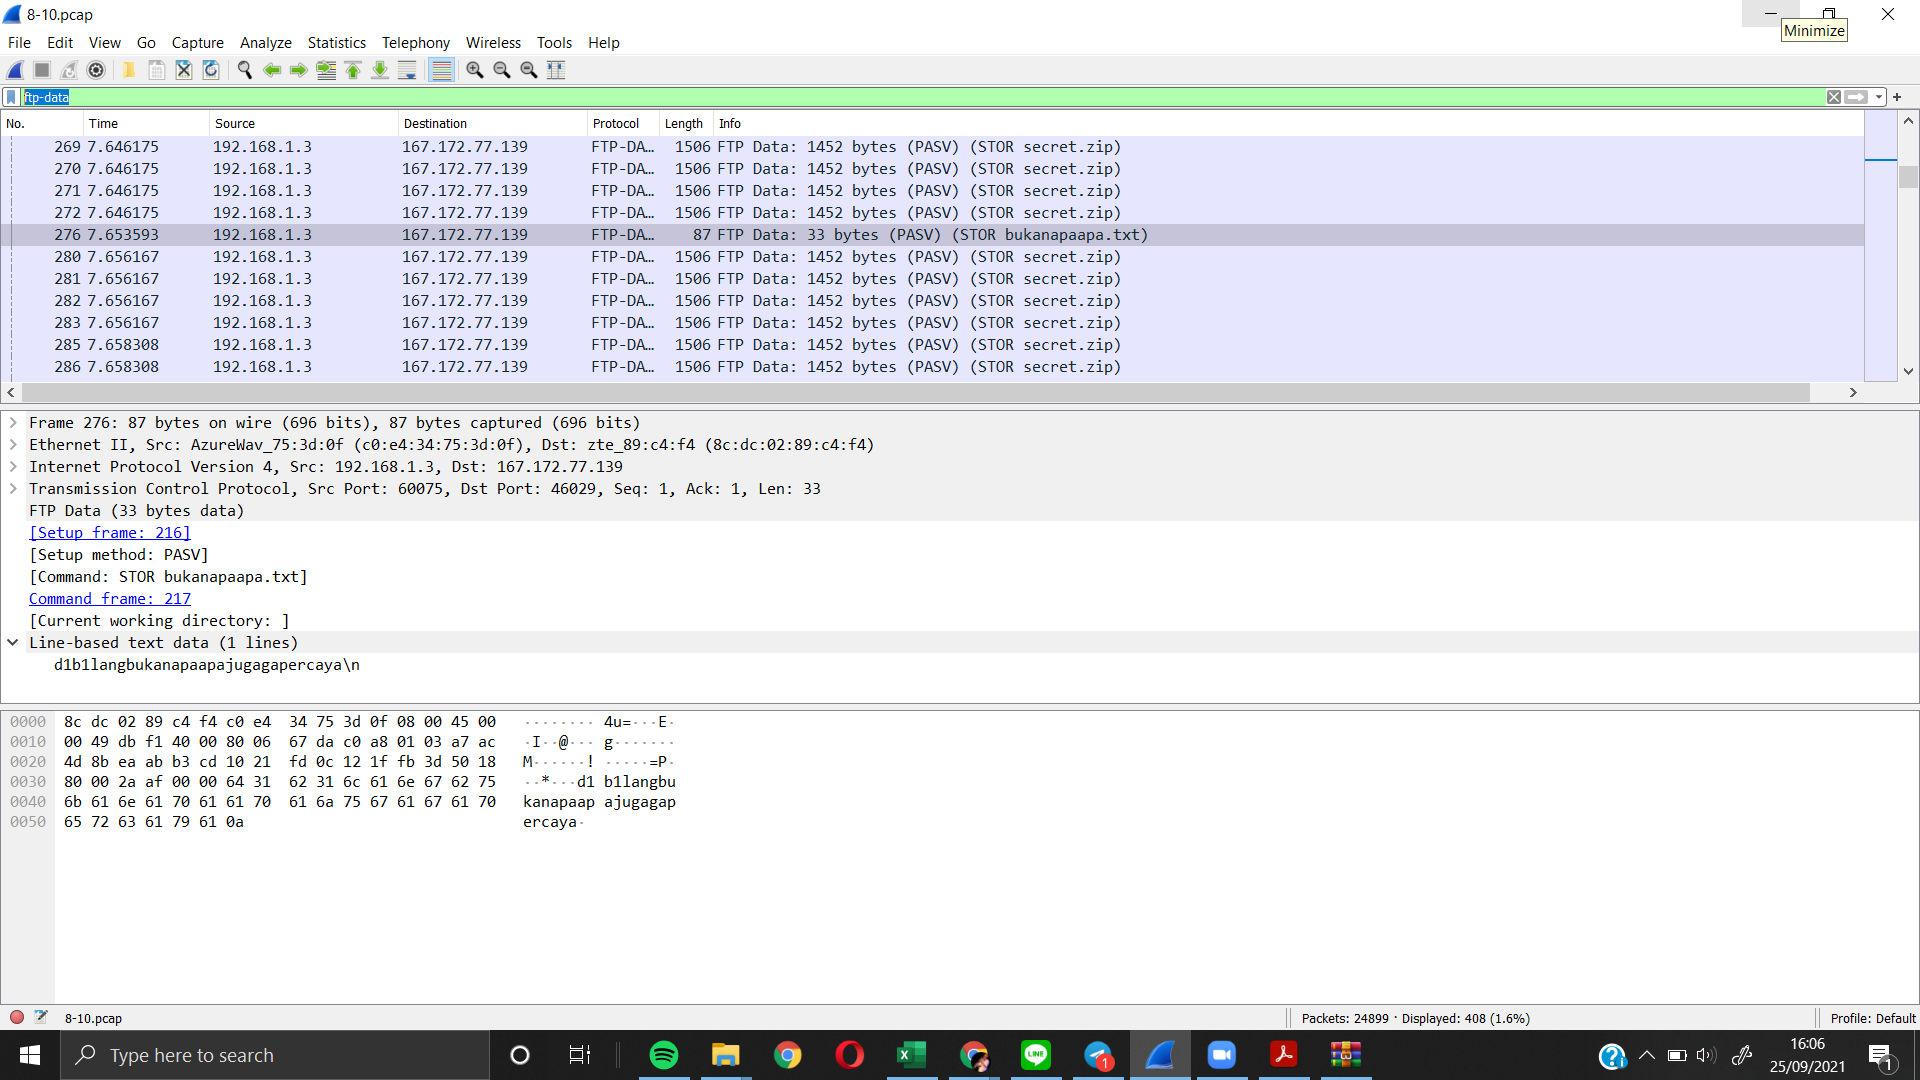 8-10.pcap
Minimize
File Edit View Go Capture Analyze Statistics Telephony Wireless Tools Help
ftp-data
No. Time Source Destination Protocol Length Info
269 7.646175 192.168.1.3 167.172.77.139 FTP-DA… 1506 FTP Data: 1452 bytes (PASV) (STOR secret.zip)
270 7.646175 192.168.1.3 167.172.77.139 FTP-DA… 1506 FTP Data: 1452 bytes (PASV) (STOR secret.zip)
271 7.646175 192.168.1.3 167.172.77.139 FTP-DA… 1506 FTP Data: 1452 bytes (PASV) (STOR secret.zip)
272 7.646175 192.168.1.3 167.172.77.139 FTP-DA… 1506 FTP Data: 1452 bytes (PASV) (STOR secret.zip)
276 7.653593 192.168.1.3 167.172.77.139 FTP-DA… 87 FTP Data: 33 bytes (PASV) (STOR bukanapaapa.txt)
280 7.656167 192.168.1.3 167.172.77.139 FTP-DA… 1506 FTP Data: 1452 bytes (PASV) (STOR secret.zip)
281 7.656167 192.168.1.3 167.172.77.139 FTP-DA… 1506 FTP Data: 1452 bytes (PASV) (STOR secret.zip)
282 7.656167 192.168.1.3 167.172.77.139 FTP-DA… 1506 FTP Data: 1452 bytes (PASV) (STOR secret.zip)
283 7.656167 192.168.1.3 167.172.77.139 FTP-DA… 1506 FTP Data: 1452 bytes (PASV) (STOR secret.zip)
285 7.658308 192.168.1.3 167.172.77.139 FTP-DA… 1506 FTP Data: 1452 bytes (PASV) (STOR secret.zip)
286 7.658308 192.168.1.3 167.172.77.139 FTP-DA… 1506 FTP Data: 1452 bytes (PASV) (STOR secret.zip)
Frame 276: 87 bytes on wire (696 bits), 87 bytes captured (696 bits)
Ethernet II, Src: AzureWav_75:3d:0f (c0:e4:34:75:3d:0f), Dst: zte_89:c4:f4 (8c:dc:02:89:c4:f4)
Internet Protocol Version 4, Src: 192.168.1.3, Dst: 167.172.77.139
Transmission Control Protocol, Src Port: 60075, Dst Port: 46029, Seq: 1, Ack: 1, Len: 33
FTP Data (33 bytes data)
[Setup frame: 216]
[Setup method: PASV]
[Command: STOR bukanapaapa.txt]
Command frame: 217
[Current working directory: ]
Line-based text data (1 lines)
d1b1langbukanapaapajugagapercaya\n
0000 8c dc 02 89 c4 f4 c0 e4 34 75 3d 0f 08 00 45 00 ········ 4u=···E·
0010 00 49 db f1 40 00 80 06 67 da c0 a8 01 03 a7 ac ·I··@··· g·······
0020 4d 8b ea ab b3 cd 10 21 fd 0c 12 1f fb 3d 50 18 M······! ·····=P·
0030 80 00 2a af 00 00 64 31 62 31 6c 61 6e 67 62 75 ··*···d1 b1langbu
0040 6b 61 6e 61 70 61 61 70 61 6a 75 67 61 67 61 70 kanapaap ajugagap
0050 65 72 63 61 79 61 0a ercaya·
8-10.pcap Packets: 24899 · Displayed: 408 (1.6%) Profile: Default
Type here to search
LINE
1
16:06
25/09/2021
1